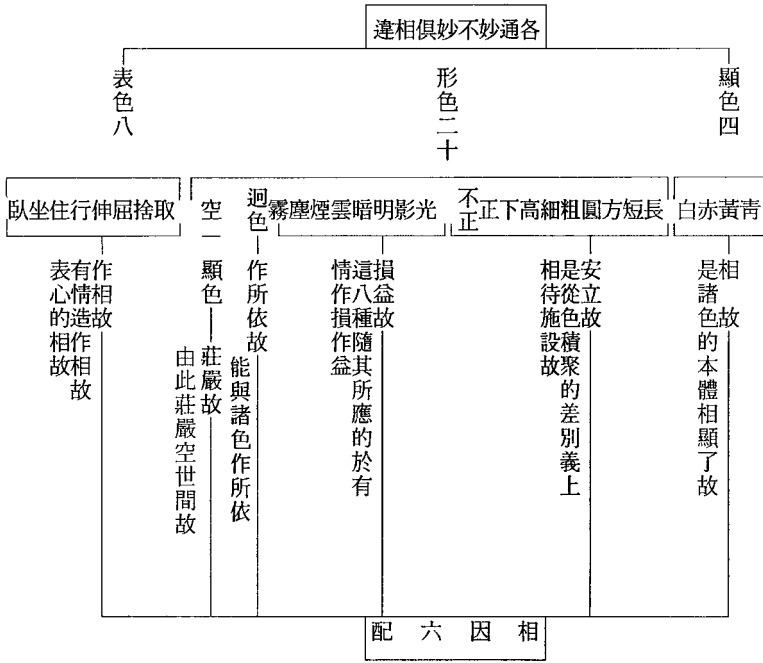 各通妙不妙俱相違
顯色四
形色二十
表色八
青黃赤白
長短方圓粗細高下正不正
光影明暗雲煙塵霧
迥色
空一顯色
取捨屈伸行住坐臥
相故
是諸色的本體相顯了故
安立故
是從色積聚的差別義上
相待施設故
損益故
這八種隨其所應的於有
情作損作益
作所依故
能與諸色作所依
莊嚴故
由此莊嚴空世間故
作相故
有情造作相故
表心的相故
相因六配